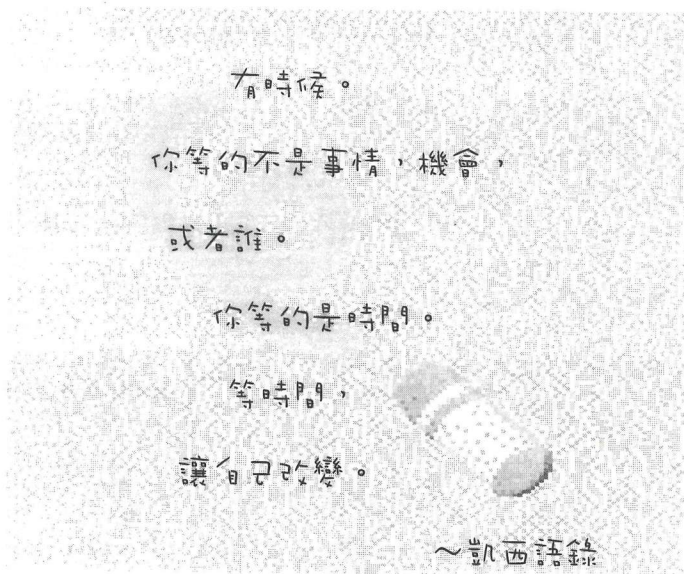 有時候。
你等的不是事情，機會，
或者誰。
你等的是時間。
等時間，
讓自己改變。
～凱西語錄